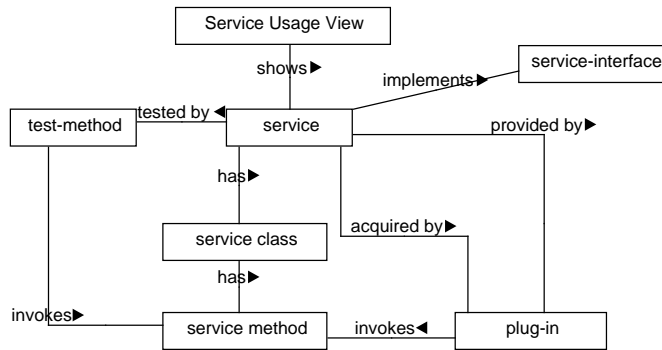 Service Usage View
shows▶
implements▶
service-interface
test-method
tested by◀
service
provided by▶
has▶
service class
acquired by▶
has▶
invokes▶
service method
invokes◀
plug-in